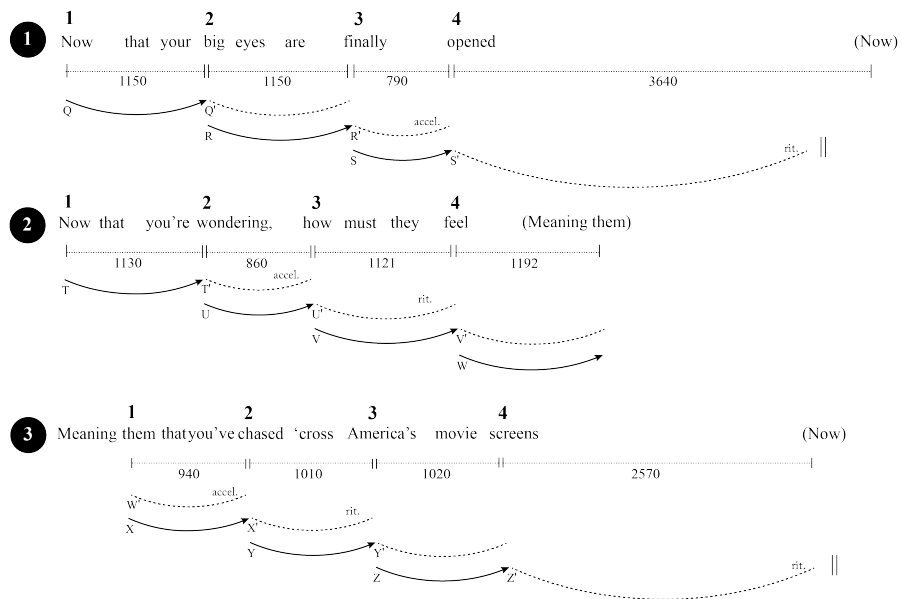 1 2 3 4
1 Now that your big eyes are finally opened (Now)
1150 1150 790 3640
Q Q' accel.
R R' rit.
S S'
1 2 3 4
2 Now that you're wondering, how must they feel (Meaning them)
1130 860 1121 1192
accel.
T T' rit.
U U'
V V'
W
1 2 3 4
3 Meaning them that you've chased 'cross America's movie screens (Now)
940 1010 1020 2570
accel.
W' rit.
X X'
Y Y'
Z Z' rit.